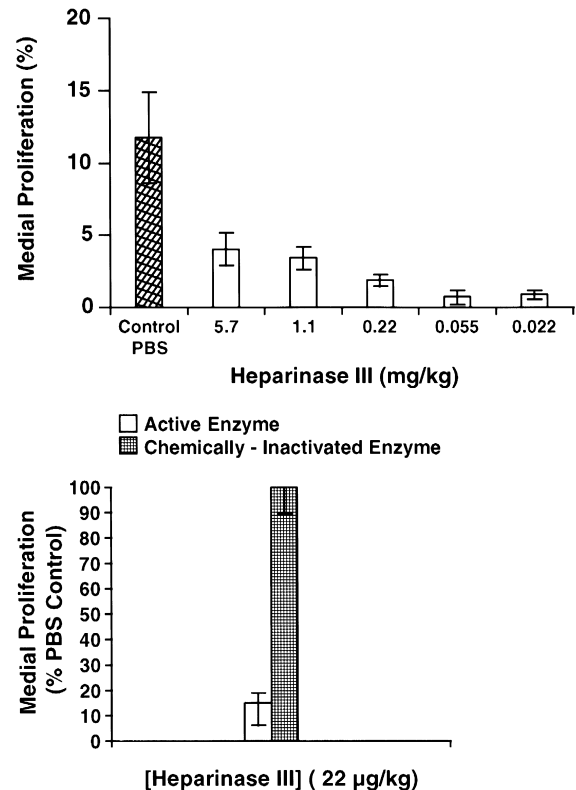 20
15
10
5
0
Medial Proliferation (%)
Control PBS
5.7
1.1
0.22
0.055
0.022
Heparinase III (mg/kg)
Active Enzyme
Chemically - Inactivated Enzyme
100
90
80
70
60
50
40
30
20
10
0
Medial Proliferation
(% PBS Control)
[Heparinase III] ( 22 µg/kg)